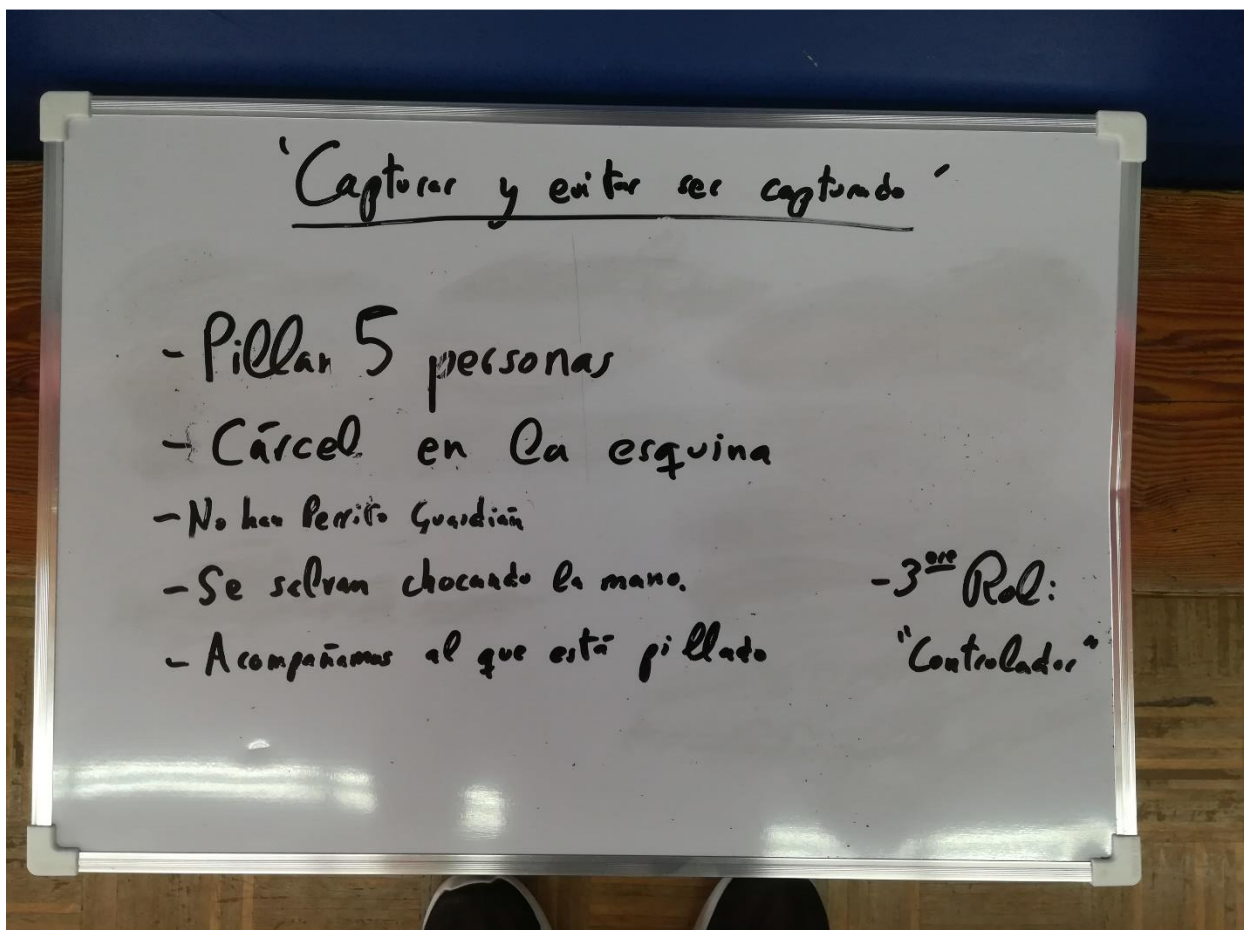 'Capturar y evitar ser capturado'
- Pillar 5 personas
- Cárcel en la esquina
- No hay Perrito Guardián
- Se salvan chocando la mano.
- Acompañamos al que está pillado
- 3ere Rol:
"Controlador"